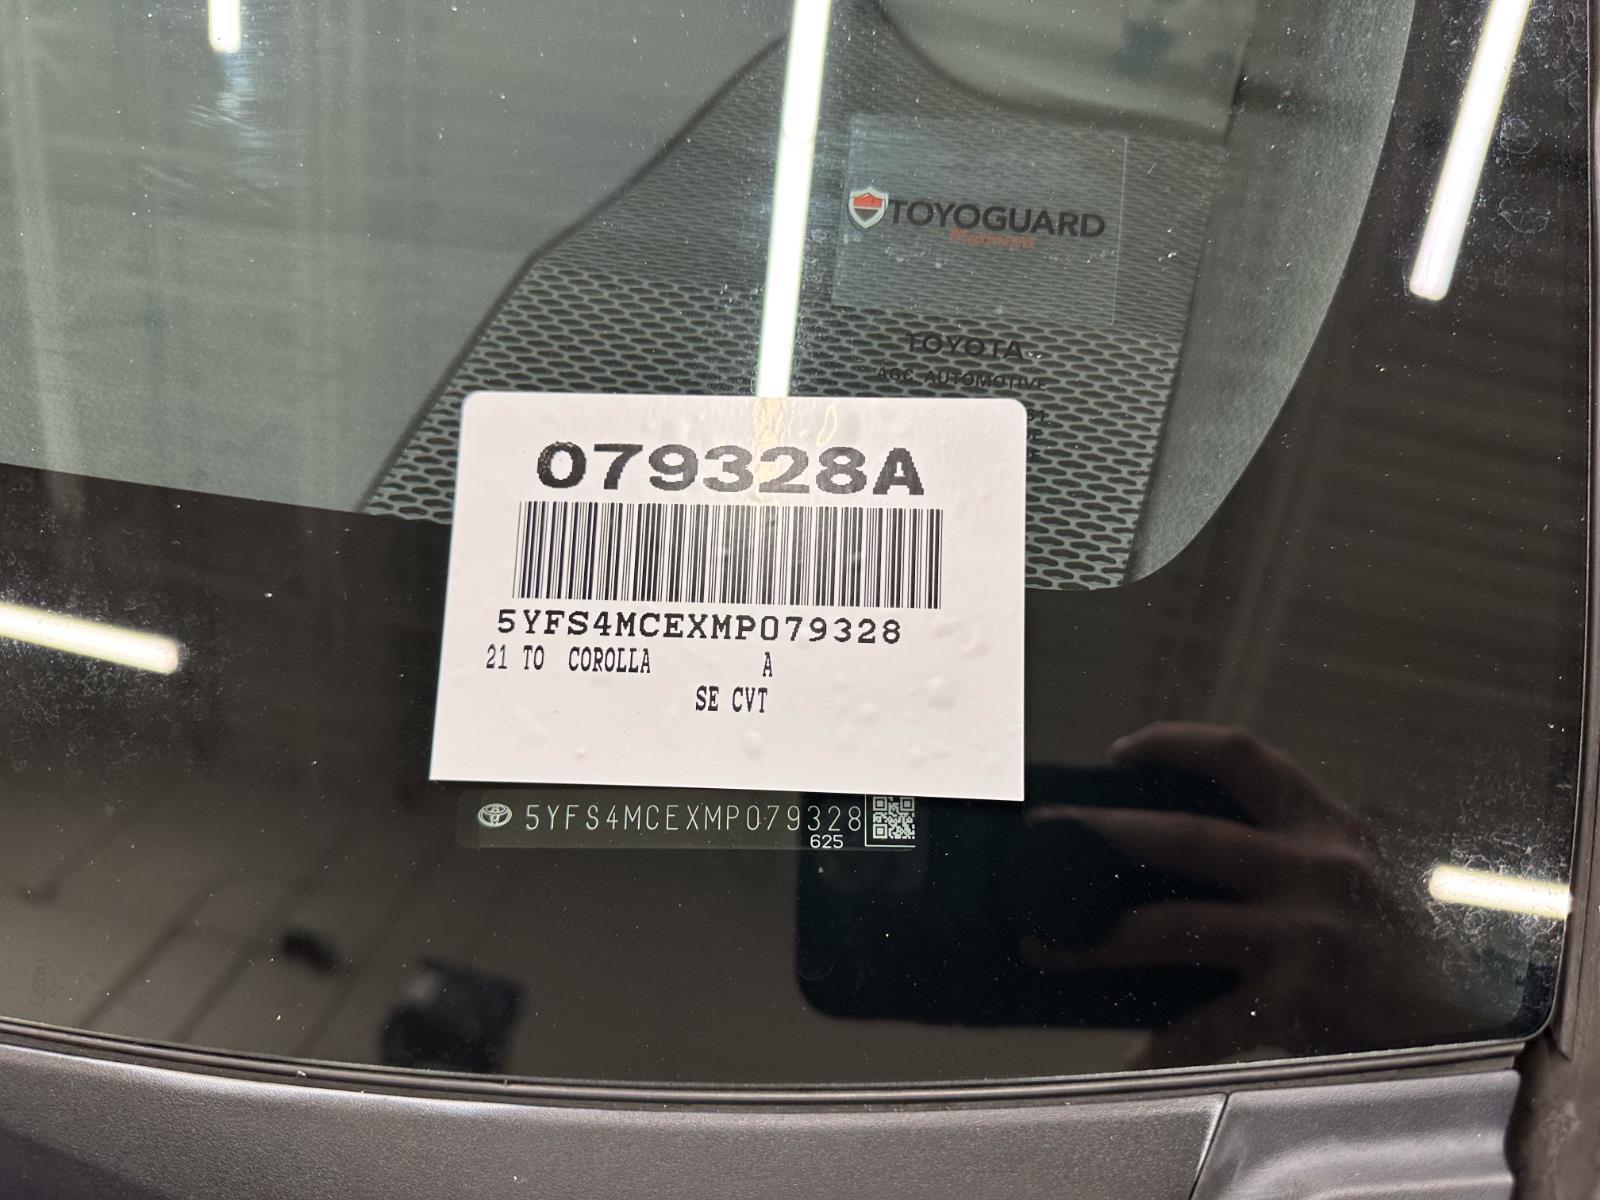 TOYOGUARD
TOYOTA
AGC AUTOMOTIVE
079328A
5YFS4MCEXMP079328
21 TO COROLLA A
SE CVT
5YFS4MCEXMP079328
625